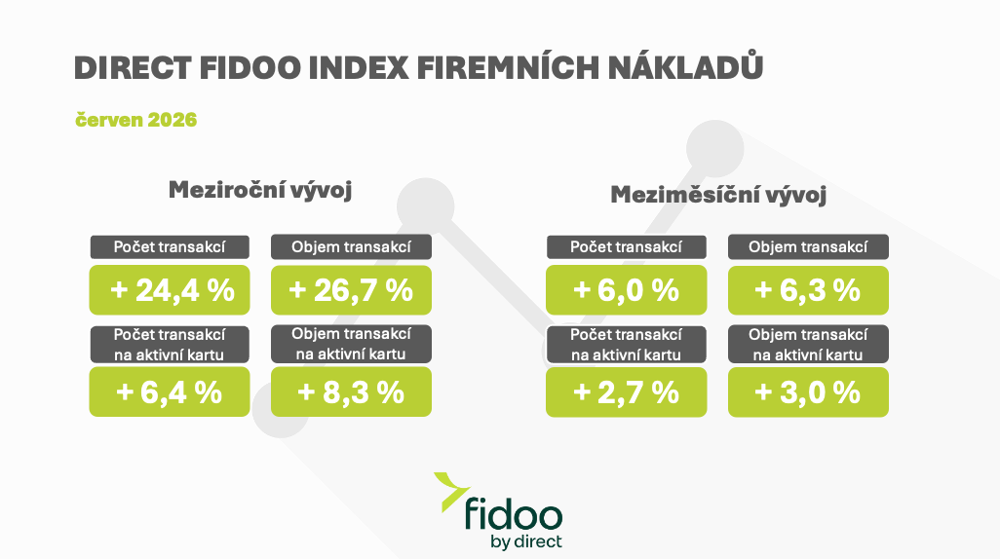 DIRECT FIDOO INDEX FIREMNÍCH NÁKLADŮ
červen 2026
Meziroční vývoj
Počet transakcí
Objem transakcí
+ 24,4 %
+ 26,7 %
Počet transakcí
na aktivní kartu
Objem transakcí
na aktivní kartu
+ 6,4 %
+ 8,3 %
Meziměsíční vývoj
Počet transakcí
Objem transakcí
+ 6,0 %
+ 6,3 %
Počet transakcí
na aktivní kartu
Objem transakcí
na aktivní kartu
+ 2,7 %
+ 3,0 %
fidoo
by direct